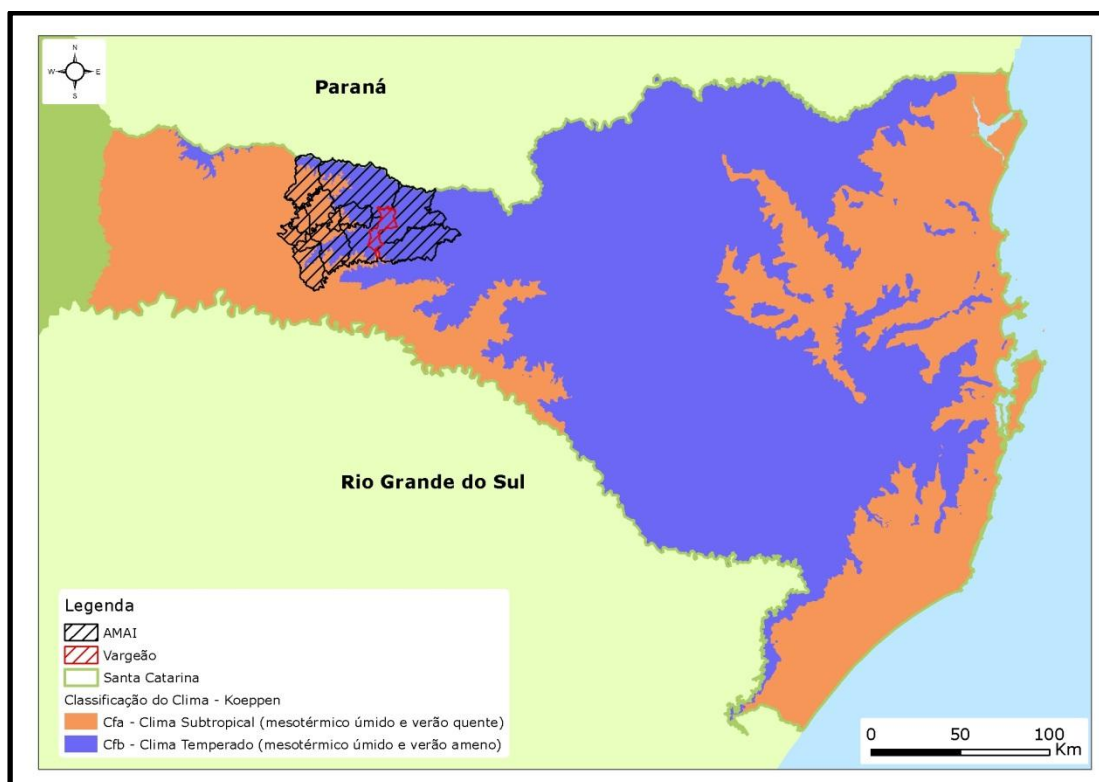 N
W E
S
Paraná
Rio Grande do Sul
Legenda
AMAI
Vargeão
Santa Catarina
Classificação do Clima - Koeppen
Cfa - Clima Subtropical (mesotérmico úmido e verão quente)
Cfb - Clima Temperado (mesotérmico úmido e verão ameno)
0 50 100
Km